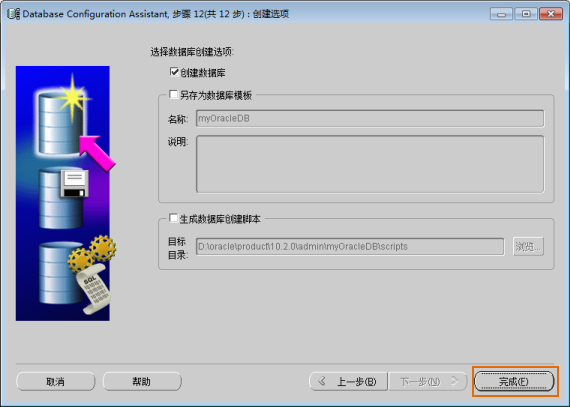 Database Configuration Assistant, 步骤 12(共 12 步) : 创建选项
选择数据库创建选项:
创建数据库
另存为数据库模板
名称: myOracleDB
说明:
生成数据库创建脚本
目标
目录: D:\oracle\product\10.2.0\admin\myOracleDB\scripts 浏览...
SQL
取消 帮助 上一步(B) 下一步(N) 完成(F)